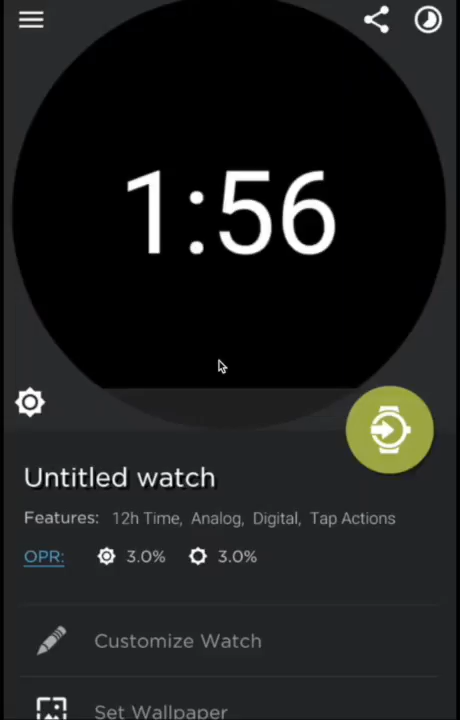 1:56
Untitled watch
Features: 12h Time, Analog, Digital, Tap Actions
OPR: 3.0% 3.0%
Customize Watch
Set Wallpaper